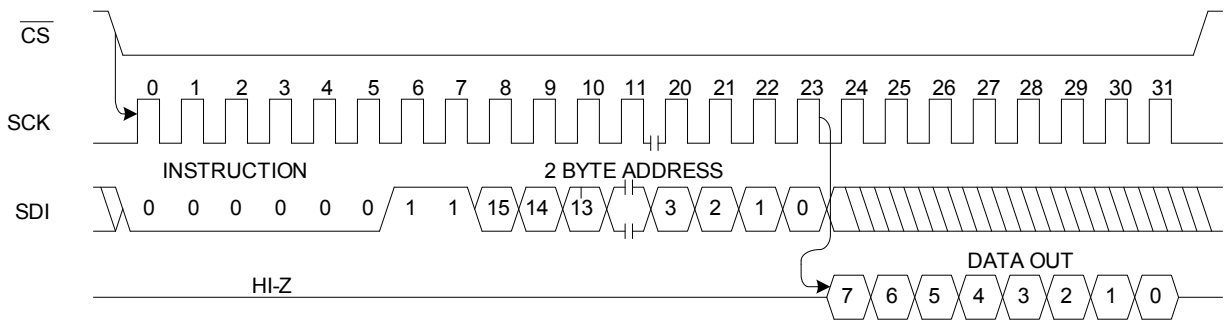 CS
0 1 2 3 4 5 6 7 8 9 10 11 20 21 22 23 24 25 26 27 28 29 30 31
SCK
INSTRUCTION 2 BYTE ADDRESS
SDI 0 0 0 0 0 0 1 1 15 14 13 3 2 1 0
HI-Z DATA OUT
7 6 5 4 3 2 1 0